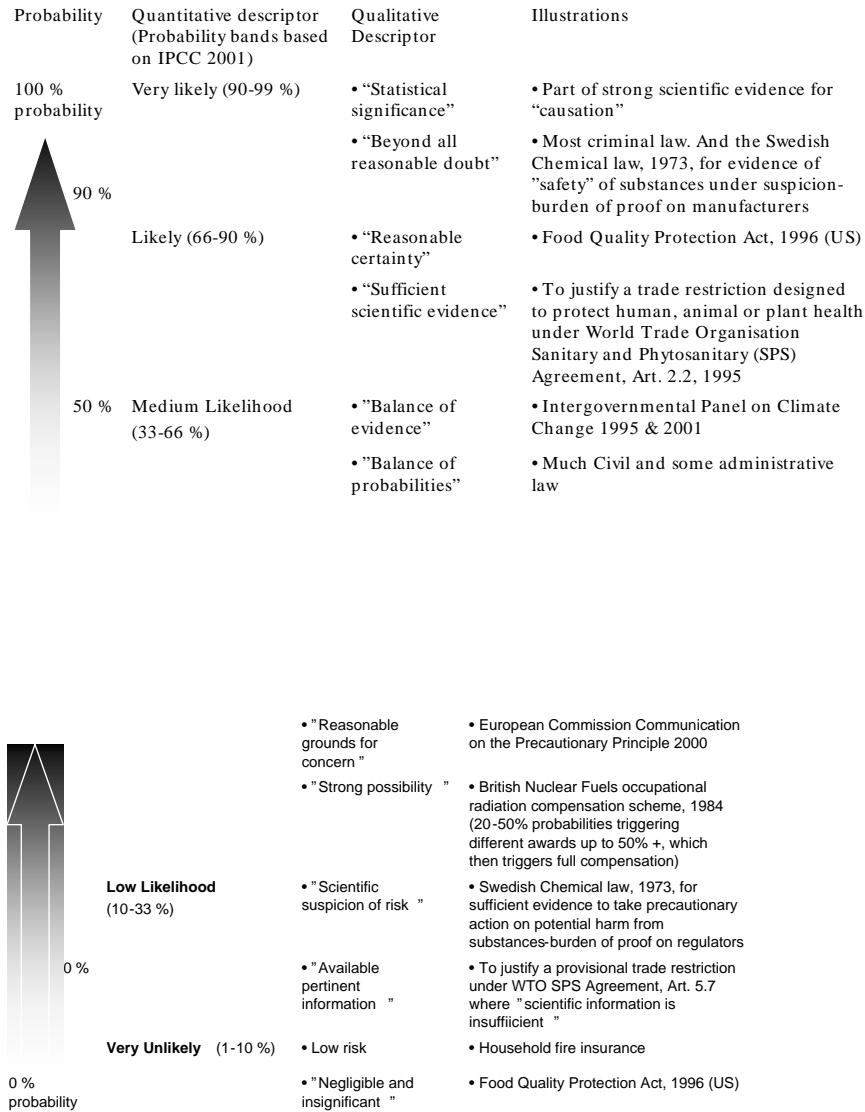 Probability
Quantitative descriptor
(Probability bands based
on IPCC 2001)
Qualitative
Descriptor
Illustrations
100 %
probability
Very likely (90-99 %)
• “Statistical
significance”
• Part of strong scientific evidence for
“causation”
• “Beyond all
reasonable doubt”
• Most criminal law. And the Swedish
Chemical law, 1973, for evidence of
”safety” of substances under suspicion-
burden of proof on manufacturers
90 %
Likely (66-90 %)
• “Reasonable
certainty”
• Food Quality Protection Act, 1996 (US)
• “Sufficient
scientific evidence”
• To justify a trade restriction designed
to protect human, animal or plant health
under World Trade Organisation
Sanitary and Phytosanitary (SPS)
Agreement, Art. 2.2, 1995
50 %
Medium Likelihood
(33-66 %)
• ”Balance of
evidence”
• Intergovernmental Panel on Climate
Change 1995 & 2001
• ”Balance of
probabilities”
• Much Civil and some administrative
law
• ” Reasonable
grounds for
concern ”
• European Commission Communication
on the Precautionary Principle 2000
• ” Strong possibility ”
• British Nuclear Fuels occupational
radiation compensation scheme, 1984
(20-50% probabilities triggering
different awards up to 50% +, which
then triggers full compensation)
Low Likelihood
(10-33 %)
• ” Scientific
suspicion of risk ”
• Swedish Chemical law, 1973, for
sufficient evidence to take precautionary
action on potential harm from
substances-burden of proof on regulators
0 %
• ” Available
pertinent
information ”
• To justify a provisional trade restriction
under WTO SPS Agreement, Art. 5.7
where ” scientific information is
insuffiicient ”
Very Unlikely (1-10 %)
• Low risk
• Household fire insurance
0 %
probability
• ” Negligible and
insignificant ”
• Food Quality Protection Act, 1996 (US)